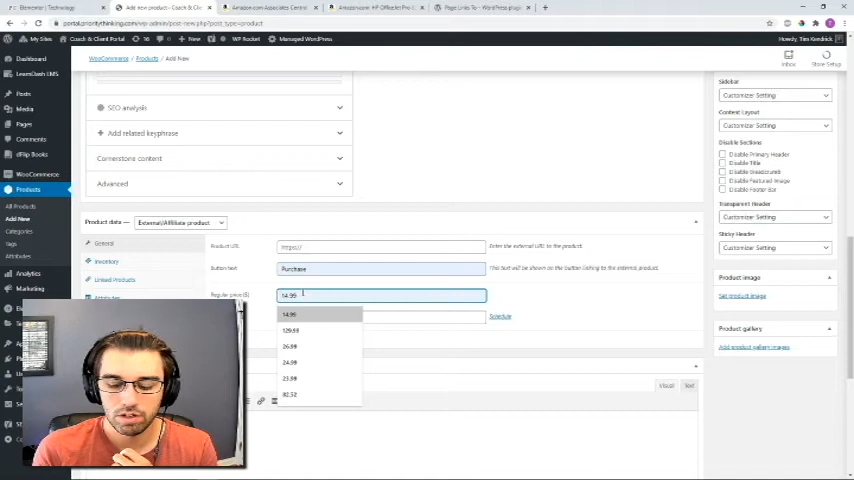 Elementor | Technology
Add new product – Coach & Cl
Amazon.com Associates Central
Amazon.com: HP OfficeJet Pro
Page Links To – WordPress plugin
portal.prioritythinking.com/wp-admin/post-new.php?post_type=product
My Sites
Coach & Client Portal
16
New
WP Rocket
Managed WordPress
Howdy, Tim Kendrick
Dashboard
LearnDash LMS
Posts
Media
Pages
Comments
dFlip Books
WooCommerce
Products
All Products
Add New
Categories
Tags
Attributes
Analytics
Marketing
WooCommerce > Products > Add New
Inbox
Store Setup
SEO analysis
Add related keyphrase
Cornerstone content
Advanced
Product data — External/Affiliate product
General
Inventory
Linked Products
Attributes
Product URL
https://
Enter the external URL to the product.
Button text
Purchase
This text will be shown on the button linking to the external product.
Regular price ($)
14.99
Schedule
14.99
129.99
26.99
24.99
23.99
82.52
Visual
Text
Sidebar
Customizer Setting
Content Layout
Customizer Setting
Disable Sections
Disable Primary Header
Disable Title
Disable Breadcrumb
Disable Featured Image
Disable Footer Bar
Transparent Header
Customizer Setting
Sticky Header
Customizer Setting
Product image
Set product image
Product gallery
Add product gallery images